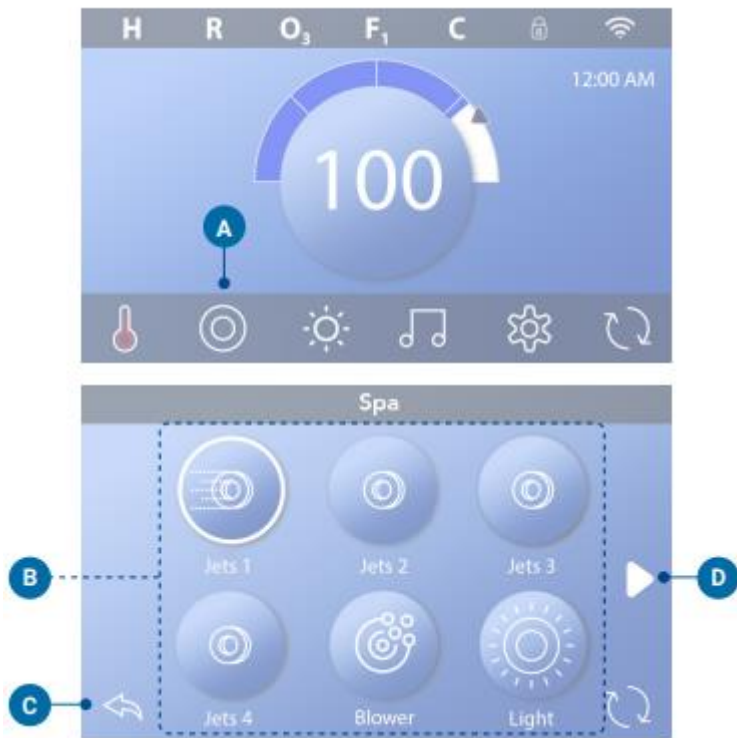 H R O₃ F₁ C
12:00 AM
100
A
Spa
Jets 1 Jets 2 Jets 3
B
D
C
Jets 4 Blower Light